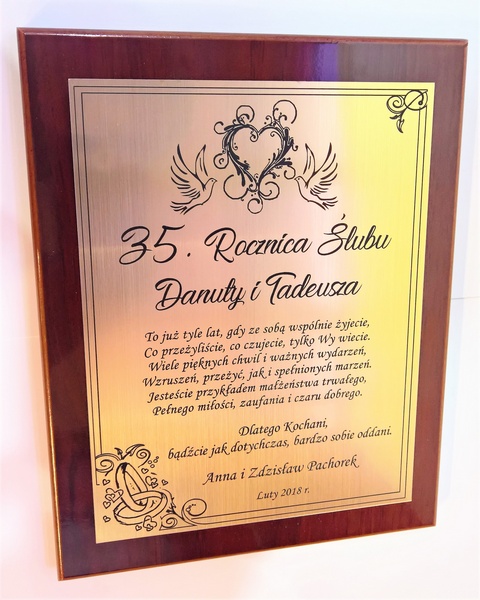 35. Rocznica Ślubu
Danuty i Tadeusza
To już tyle lat, gdy ze sobą wspólnie żyjecie,
Co przeżyliście, co czujecie, tylko Wy wiecie.
Wiele pięknych chwil i ważnych wydarzeń,
Wzruszeń, przeżyć, jak i spełnionych marzeń.
Jesteście przykładem małżeństwa trwałego,
Pełnego miłości, zaufania i czaru dobrego.
Dlatego Kochani,
bądźcie jak dotychczas, bardzo sobie oddani.
Anna i Zdzisław Pachorek
Luty 2018 r.